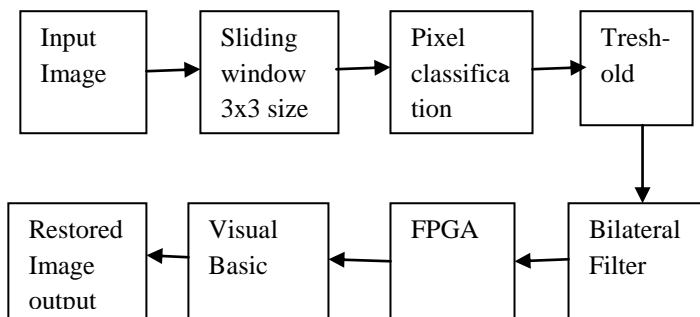 Input
Image
Sliding
window
3x3 size
Pixel
classifica
tion
Tresh-
old
Bilateral
Filter
FPGA
Visual
Basic
Restored
Image
output